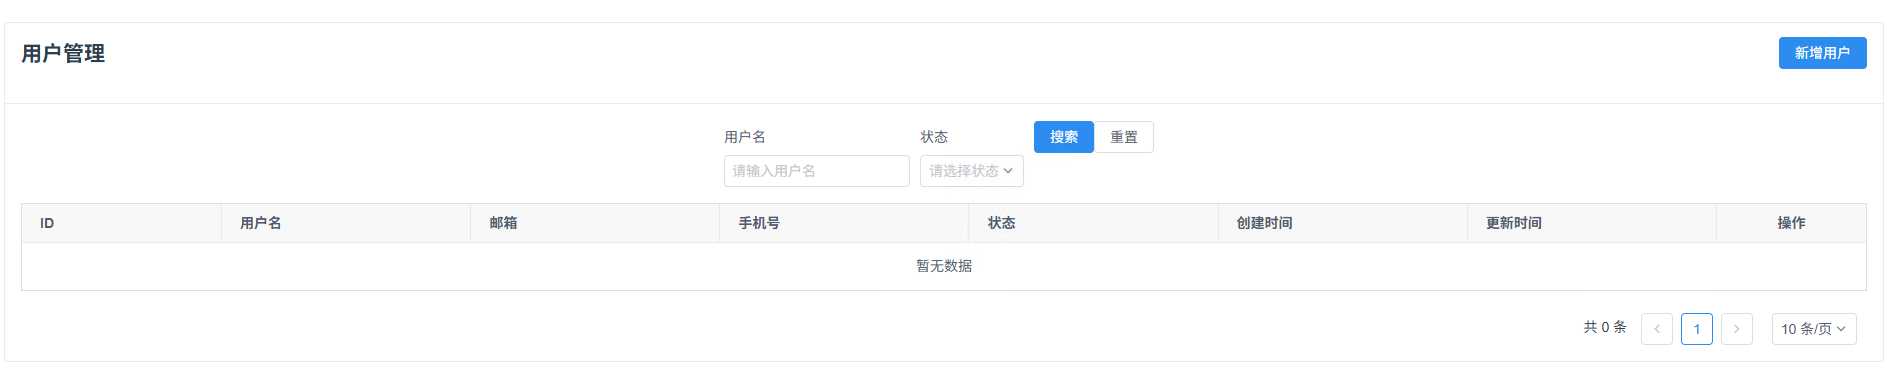 用户管理
新增用户
用户名 状态 搜索 重置
请输入用户名 请选择状态
ID 用户名 邮箱 手机号 状态 创建时间 更新时间 操作
暂无数据
共 0 条 1 10 条/页